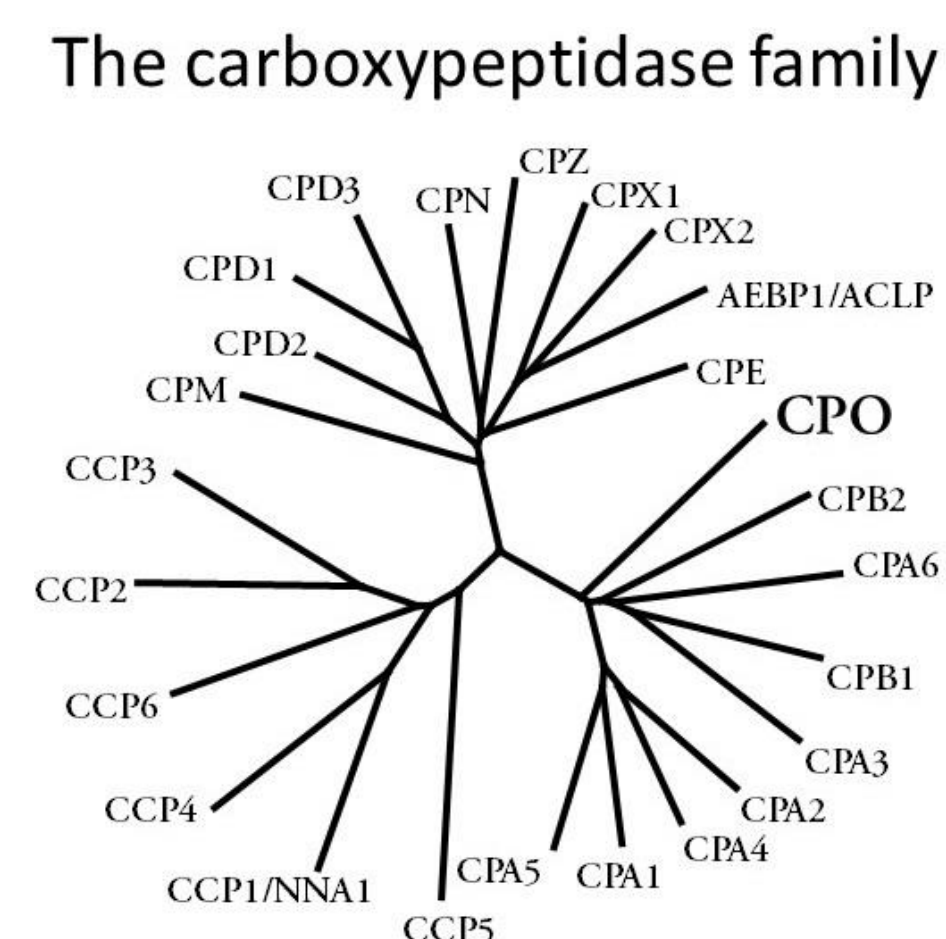 The carboxypeptidase family
CPZ
CPD3
CPN
CPX1
CPX2
CPD1
AEBP1/ACLP
CPD2
CPE
CPM
CPO
CCP3
CPB2
CPA6
CCP2
CPB1
CCP6
CPA3
CCP4
CPA2
CPA4
CPA5
CPA1
CCP1/NNA1
CCP5